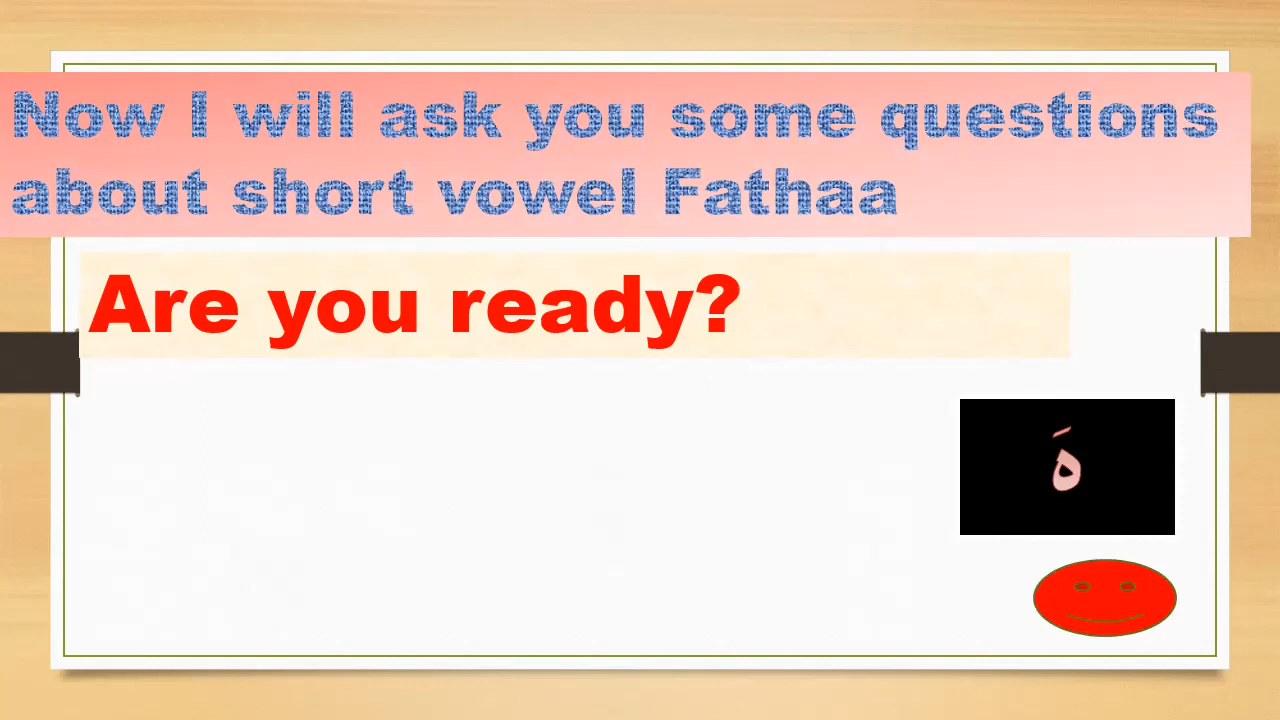 Now I will ask you some questions
about short vowel Fathaa
Are you ready?
هَ